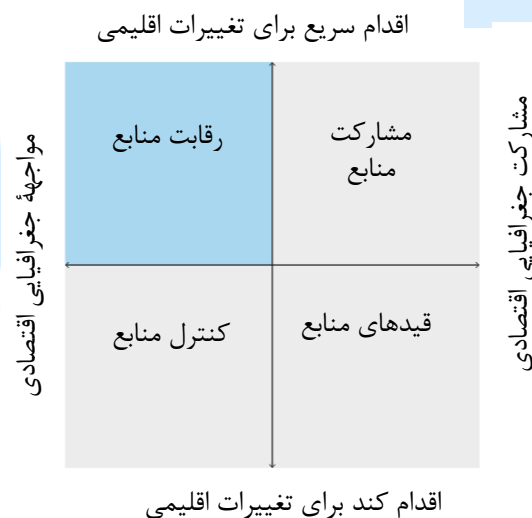 اقدام سریع برای تغییرات اقلیمی
مشارکت
منابع
رقابت منابع
مشارکت جغرافیایی اقتصادی
مواجههٔ جغرافیایی اقتصادی
قیدهای منابع
کنترل منابع
اقدام کند برای تغییرات اقلیمی